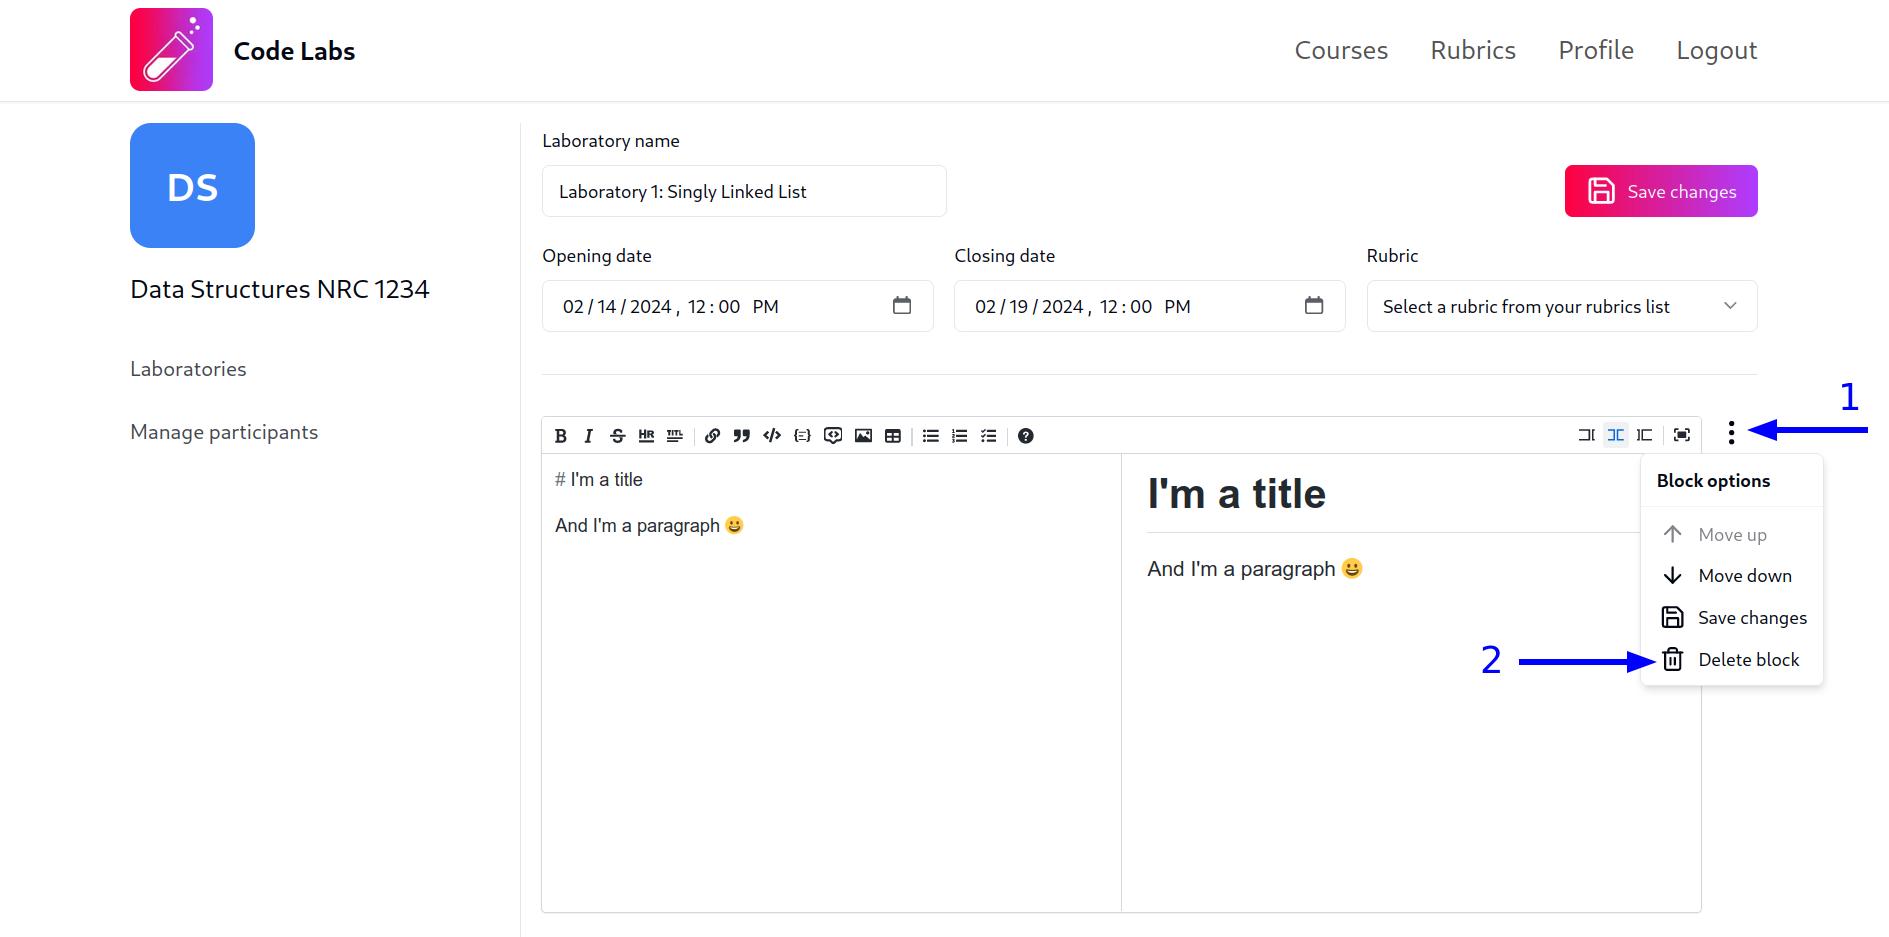 Code Labs
Courses Rubrics Profile Logout
DS
Data Structures NRC 1234
Laboratories
Manage participants
Laboratory name
Laboratory 1: Singly Linked List
Save changes
Opening date
02/14/2024, 12:00 PM
Closing date
02/19/2024, 12:00 PM
Rubric
Select a rubric from your rubrics list
1
B I S HR TITLE
# I'm a title
And I'm a paragraph 😀
I'm a title
And I'm a paragraph 😀
Block options
Move up
Move down
Save changes
2
Delete block